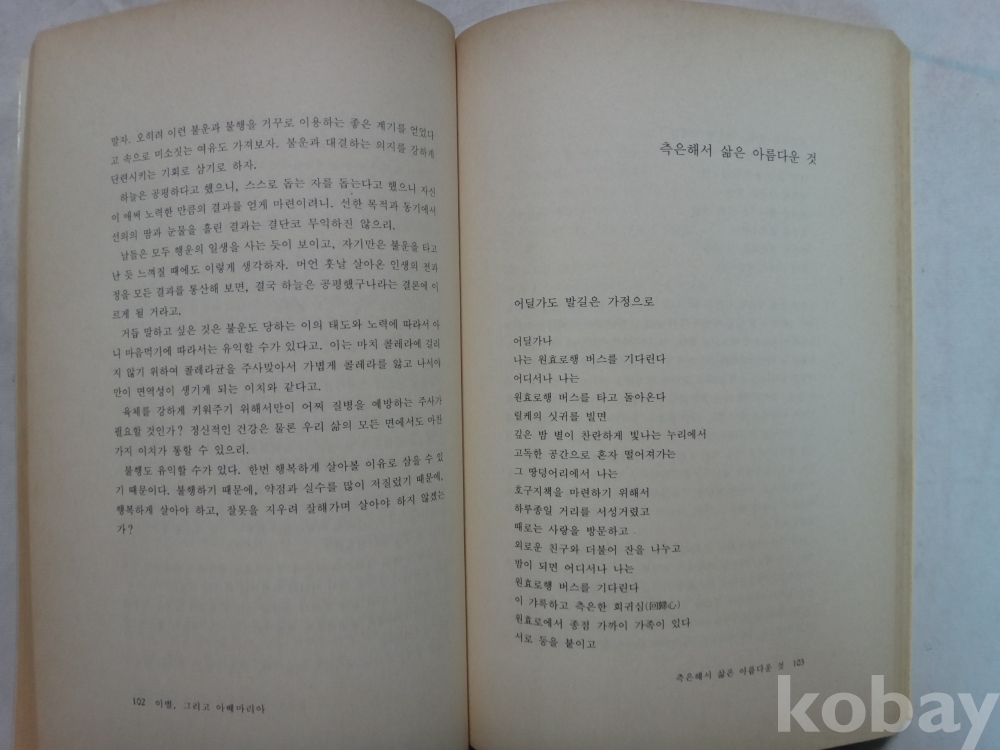 말자. 오히려 이런 불운과 불행을 거꾸로 이용하는 좋은 계기를 얻었다
고 속으로 미소짓는 여유도 가져보자. 불운과 대결하는 의지를 강하게
단련시키는 기회로 삼기로 하자.
하늘은 공평하다고 했으니, 스스로 돕는 자를 돕는다고 했으니 자신
이 애써 노력한 만큼의 결과를 얻게 마련이려니. 선한 목적과 동기에서
선의의 땀과 눈물을 흘린 결과는 결단코 무익하진 않으리.
남들은 모두 행운의 일생을 사는 듯이 보이고, 자기만은 불운을 타고
난 듯 느껴질 때에도 이렇게 생각하자. 머언 훗날 살아온 인생의 전과
정을 모든 결과를 통산해 보면, 결국 하늘은 공평했구나라는 결론에 이
르게 될 거라고.
거듭 말하고 싶은 것은 불운도 당하는 이의 태도와 노력에 따라서 아
니 마음먹기에 따라서는 유익할 수가 있다고. 이는 마치 콜레라에 걸리
지 않기 위하여 콜레라균을 주사맞아서 가볍게 콜레라를 앓고 나서야
만이 면역성이 생기게 되는 이치와 같다고.
육체를 강하게 키워주기 위해서만이 어찌 질병을 예방하는 주사가
필요할 것인가? 정신적인 건강은 물론 우리 삶의 모든 면에서도 마찬
가지 이치가 통할 수 있으리.
불행도 유익할 수가 있다. 한번 행복하게 살아볼 이유로 삼을 수 있
기 때문이다. 불행하기 때문에, 약점과 실수를 많이 저질렀기 때문에.
행복하게 살아야 하고, 잘못을 지우려 잘해가며 살아야 하지 않겠는
가?
102 이별, 그리고 아베마리아
측은해서 삶은 아름다운 것
어딜가도 발길은 가정으로
어딜가나
나는 원효로행 버스를 기다린다
어디서나 나는
원효로행 버스를 타고 돌아온다
릴케의 싯귀를 빌면
깊은 밤 별이 찬란하게 빛나는 누리에서
고독한 공간으로 혼자 떨어져가는
그 땅덩어리에서 나는
호구지책을 마련하기 위해서
하루종일 거리를 서성거렸고
때로는 사랑을 방문하고
외로운 친구와 더불어 잔을 나누고
밤이 되면 어디서나 나는
원효로행 버스를 기다린다
이 갸륵하고 측은한 회귀심(回歸心)
원효로에서 종점 가까이 가족이 있다
서로 등을 붙이고
측은해서 삶은 아름다운 것 103
kobay